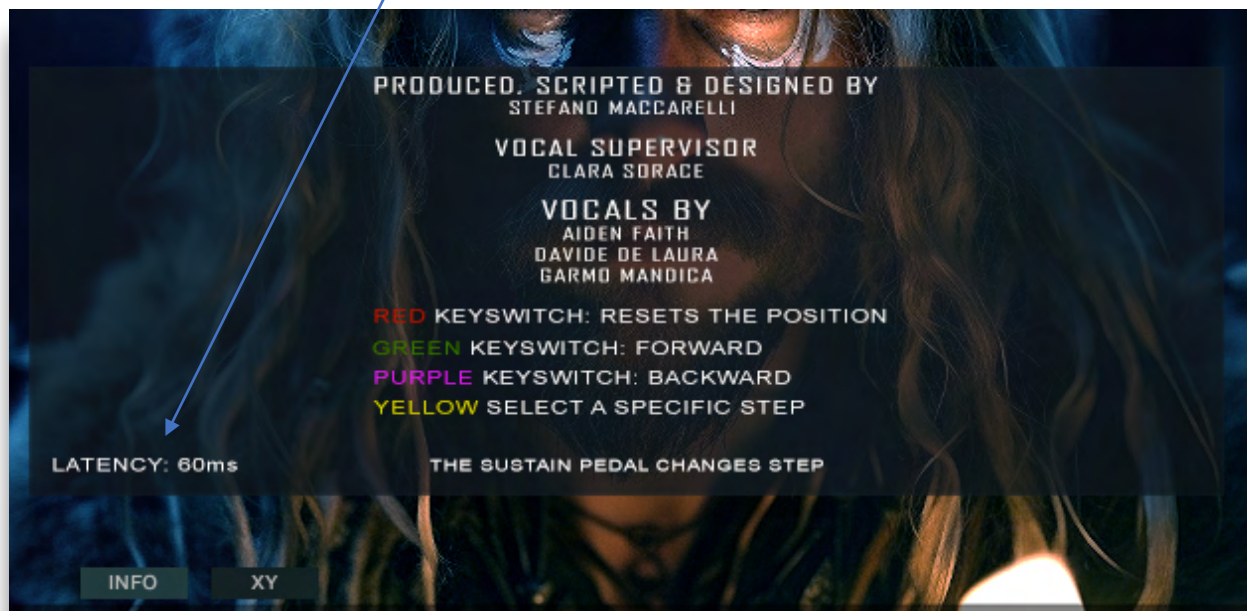 PRODUCED, SCRIPTED & DESIGNED BY
STEFANO MACCARELLI
VOCAL SUPERVISOR
CLARA SORACE
VOCALS BY
AIDEN FAITH
DAVIDE DE LAURA
GARMO MANDICA
RED KEYSWITCH: RESETS THE POSITION
GREEN KEYSWITCH: FORWARD
PURPLE KEYSWITCH: BACKWARD
YELLOW SELECT A SPECIFIC STEP
LATENCY: 60ms
THE SUSTAIN PEDAL CHANGES STEP
INFO
XY